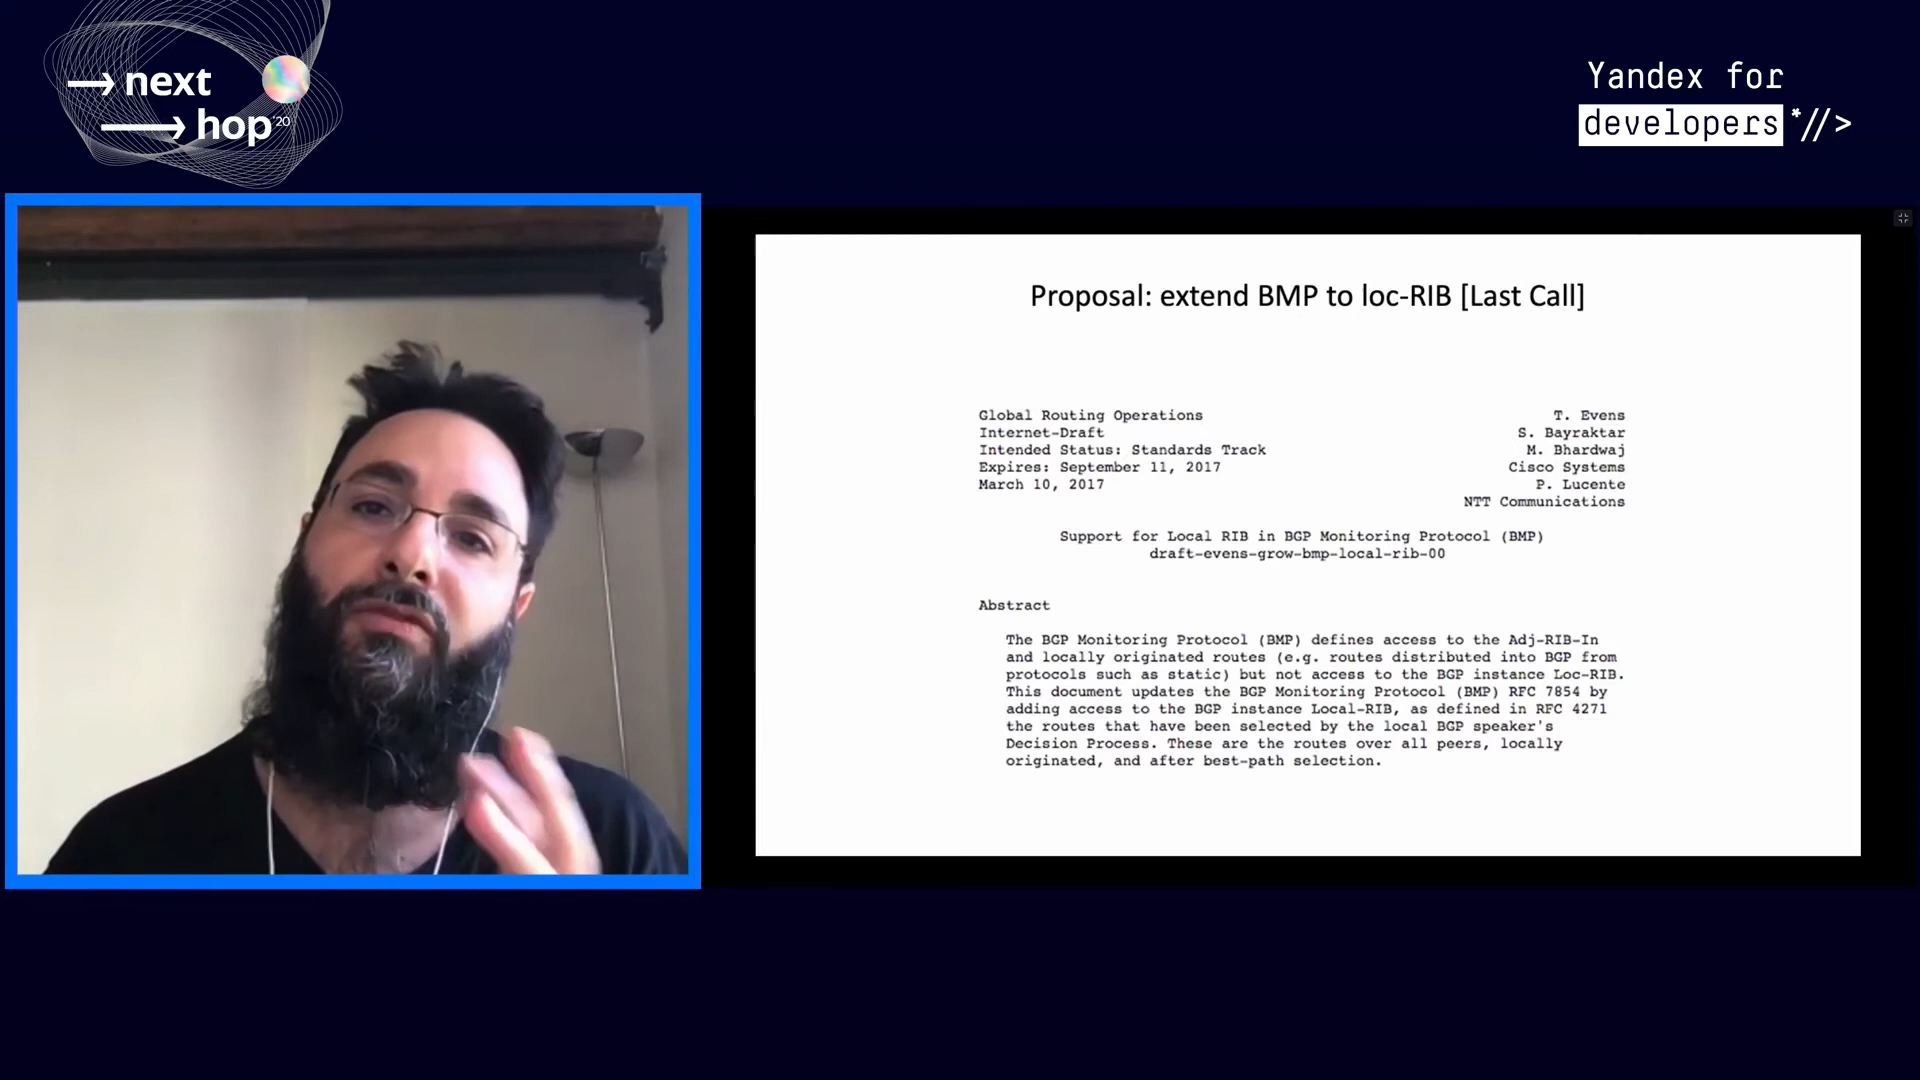 next
hop '20
Yandex for
developers *//>
Proposal: extend BMP to loc-RIB [Last Call]
Global Routing Operations T. Evens
Internet-Draft S. Bayraktar
Intended Status: Standards Track M. Bhardwaj
Expires: September 11, 2017 Cisco Systems
March 10, 2017 P. Lucente
NTT Communications
Support for Local RIB in BGP Monitoring Protocol (BMP)
draft-evens-grow-bmp-local-rib-00
Abstract
The BGP Monitoring Protocol (BMP) defines access to the Adj-RIB-In
and locally originated routes (e.g. routes distributed into BGP from
protocols such as static) but not access to the BGP instance Loc-RIB.
This document updates the BGP Monitoring Protocol (BMP) RFC 7854 by
adding access to the BGP instance Local-RIB, as defined in RFC 4271
the routes that have been selected by the local BGP speaker's
Decision Process. These are the routes over all peers, locally
originated, and after best-path selection.